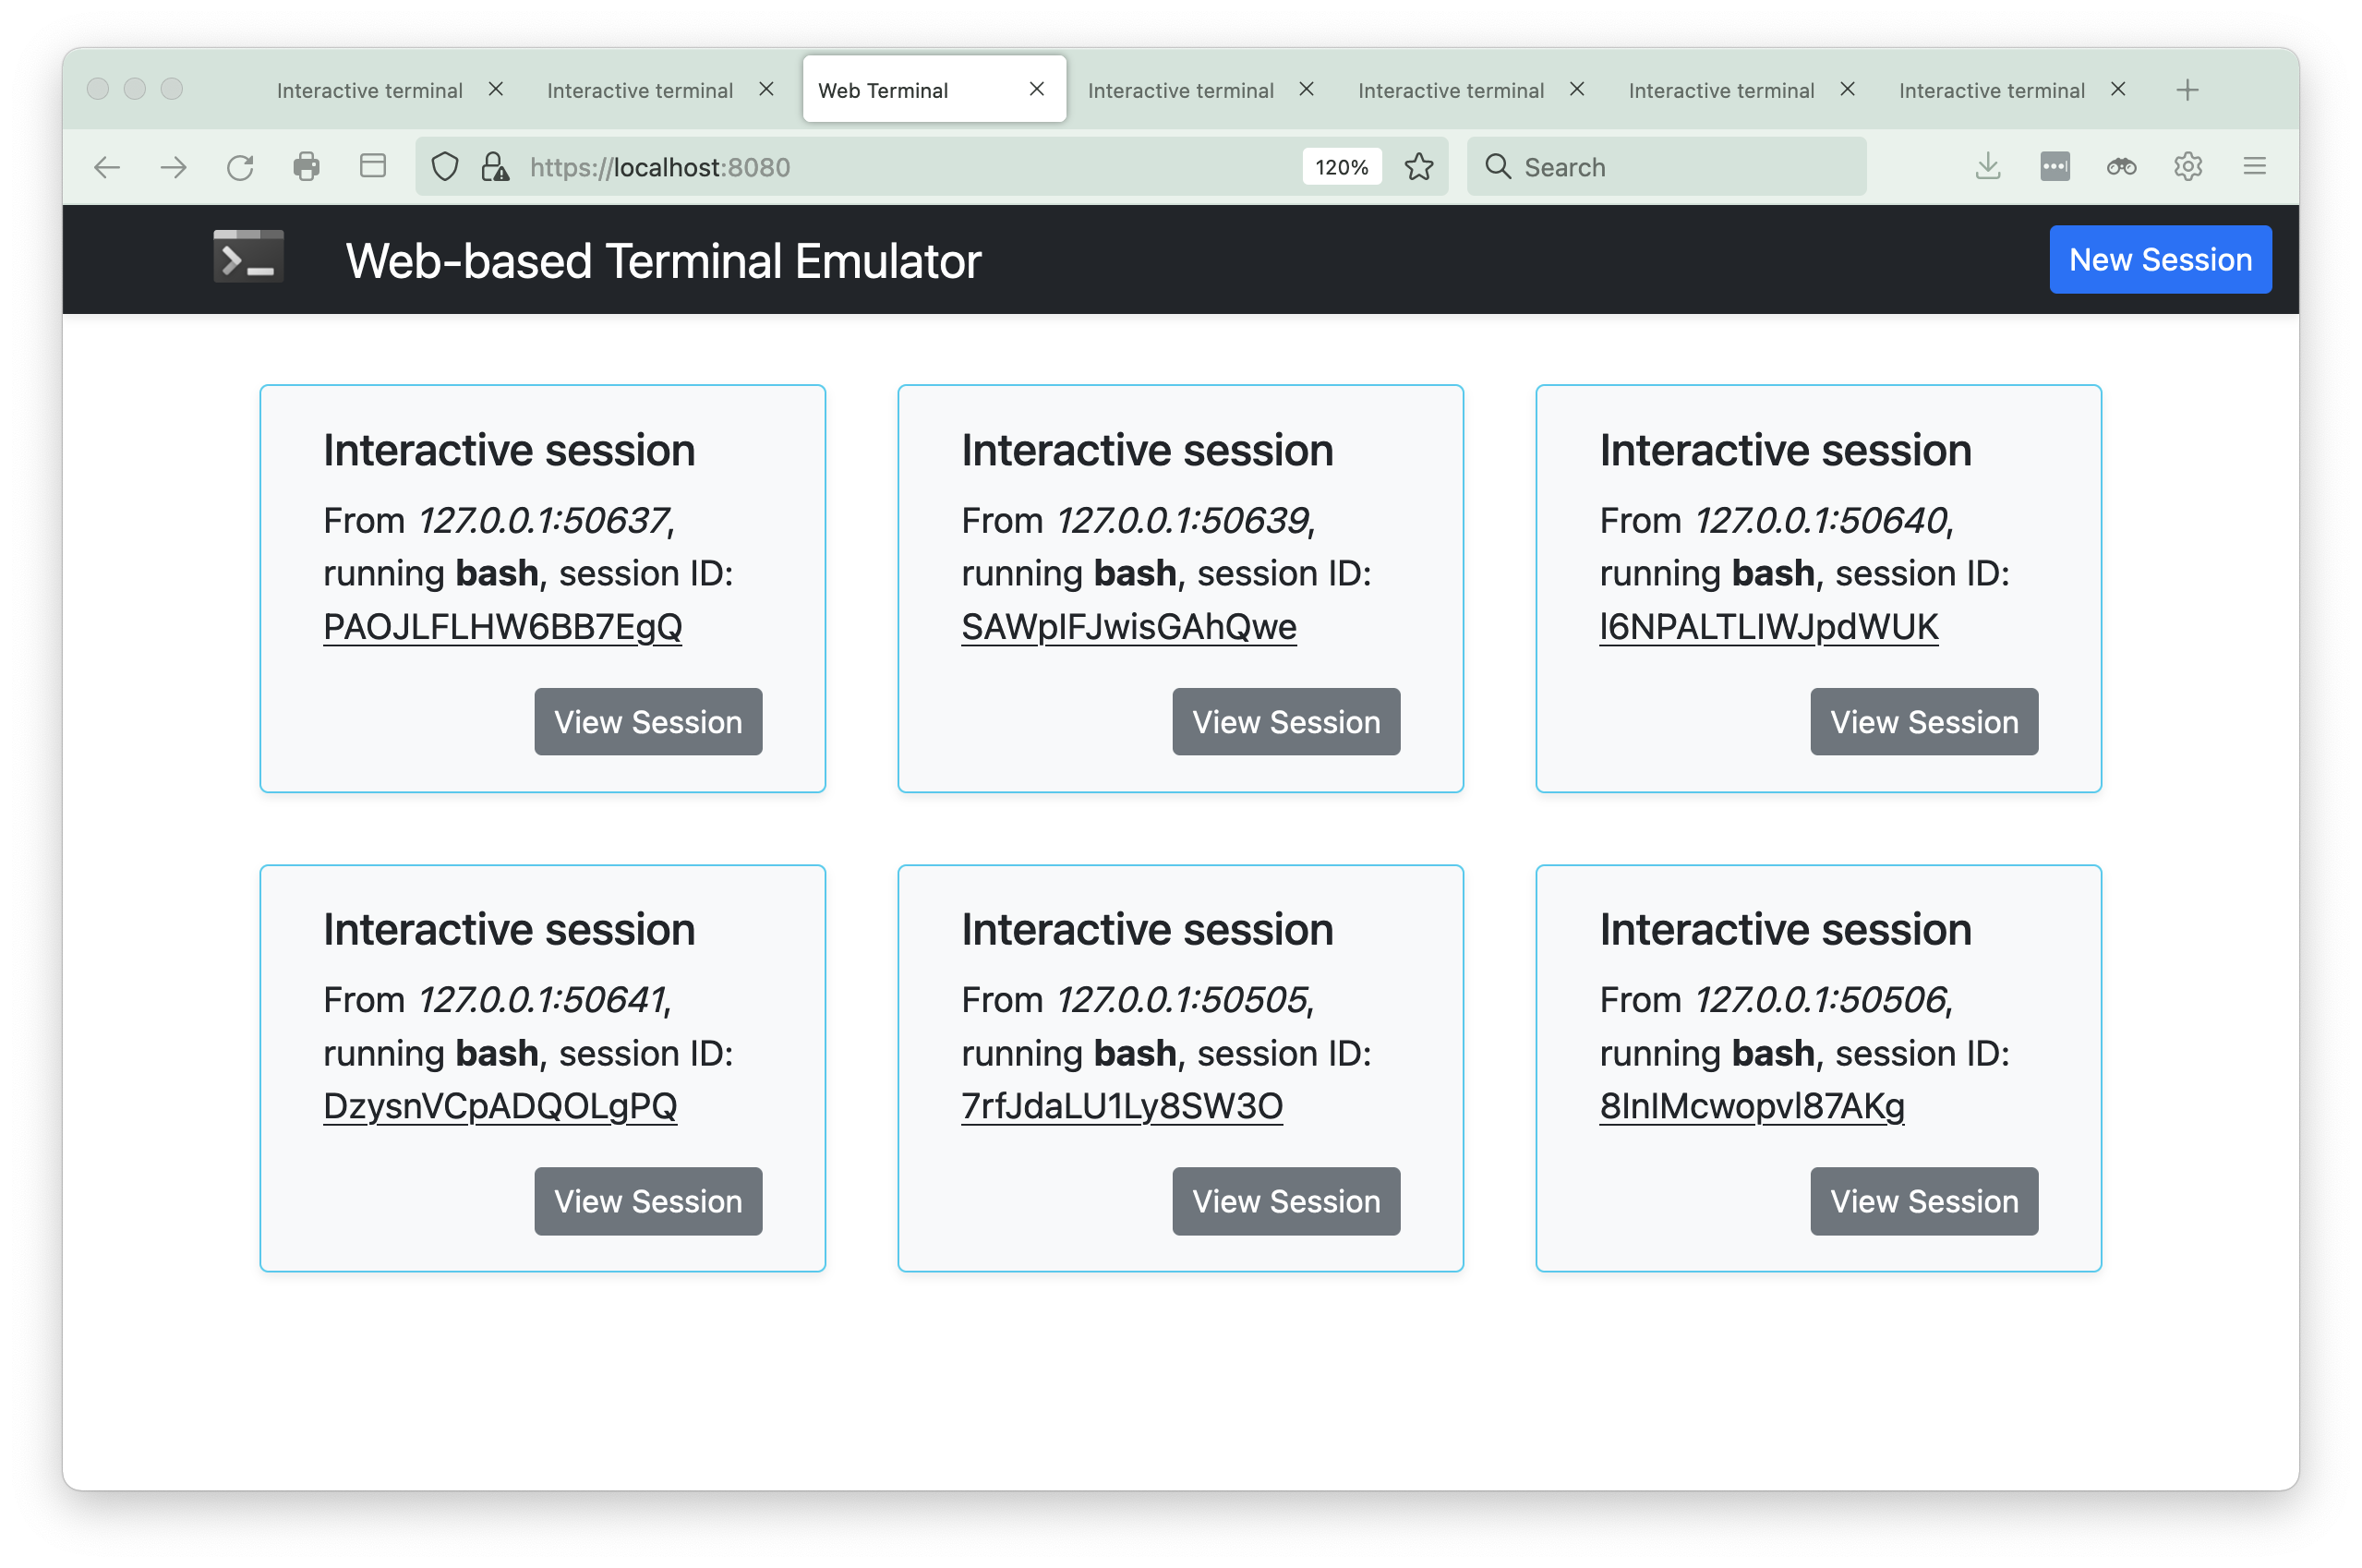 Interactive terminal
Interactive terminal
Web Terminal
Interactive terminal
Interactive terminal
Interactive terminal
Interactive terminal
https://localhost:8080
120%
Search
Web-based Terminal Emulator
New Session
Interactive session
From 127.0.0.1:50637,
running bash, session ID:
PAOJLFLHW6BB7EgQ
View Session
Interactive session
From 127.0.0.1:50639,
running bash, session ID:
SAWpIFJwisGAhQwe
View Session
Interactive session
From 127.0.0.1:50640,
running bash, session ID:
l6NPALTLIWJpdWUK
View Session
Interactive session
From 127.0.0.1:50641,
running bash, session ID:
DzysnVCpADQOLgPQ
View Session
Interactive session
From 127.0.0.1:50505,
running bash, session ID:
7rfJdaLU1Ly8SW3O
View Session
Interactive session
From 127.0.0.1:50506,
running bash, session ID:
8InIMcwopvl87AKg
View Session